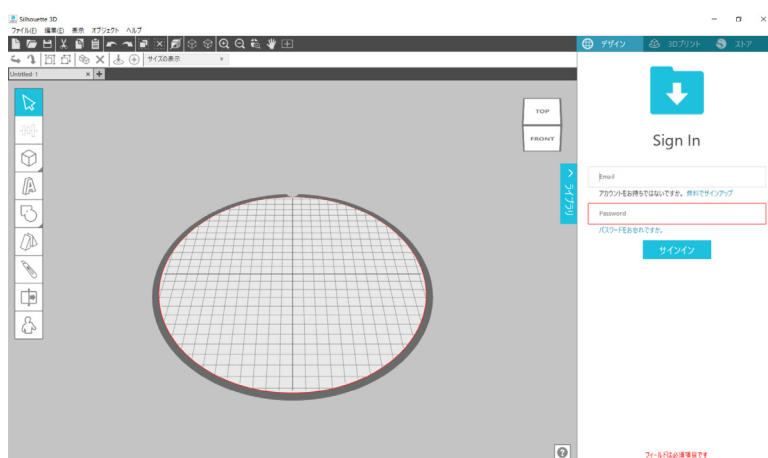 Silhouette 3D
ファイル(F) 編集(E) 表示 オブジェクト ヘルプ
デザイン 3Dプリント ストア
サイズの表示
Untitled-1
TOP
FRONT
Sign In
Email
アカウントをお持ちではないですか。 無料でサインアップ
Password
パスワードをお忘れですか。
サインイン
ライブラリ
フィールドは必須項目です